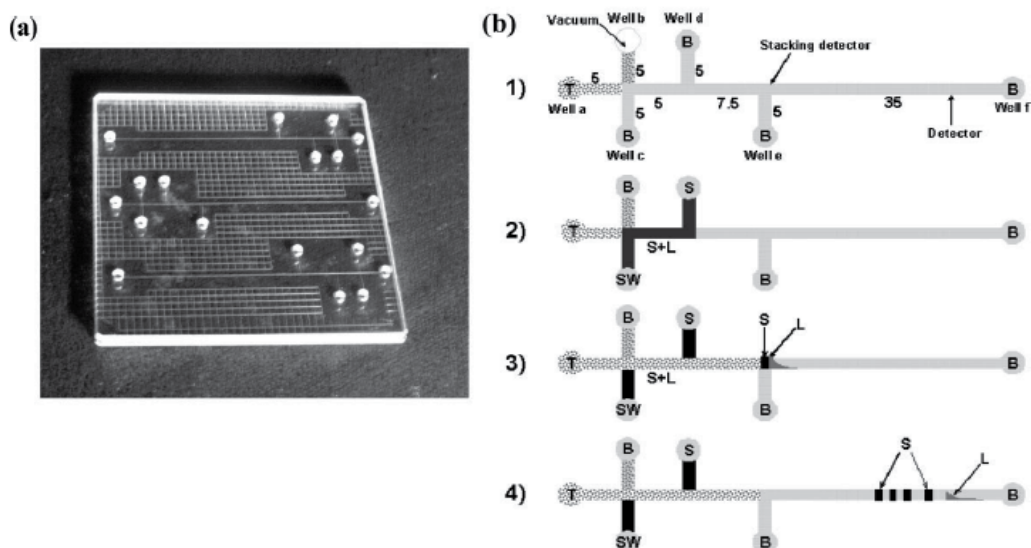 (a)
(b)
Vacuum
Well b
Well d
B
Stacking detector
1)
T
5
5
5
B
Well a
5
5
7.5
5
35
Well f
B
B
Detector
Well c
Well e
2)
B
S
T
B
S+L
SW
B
3)
B
S
S
L
T
B
S+L
SW
B
4)
B
S
S
L
T
B
SW
B